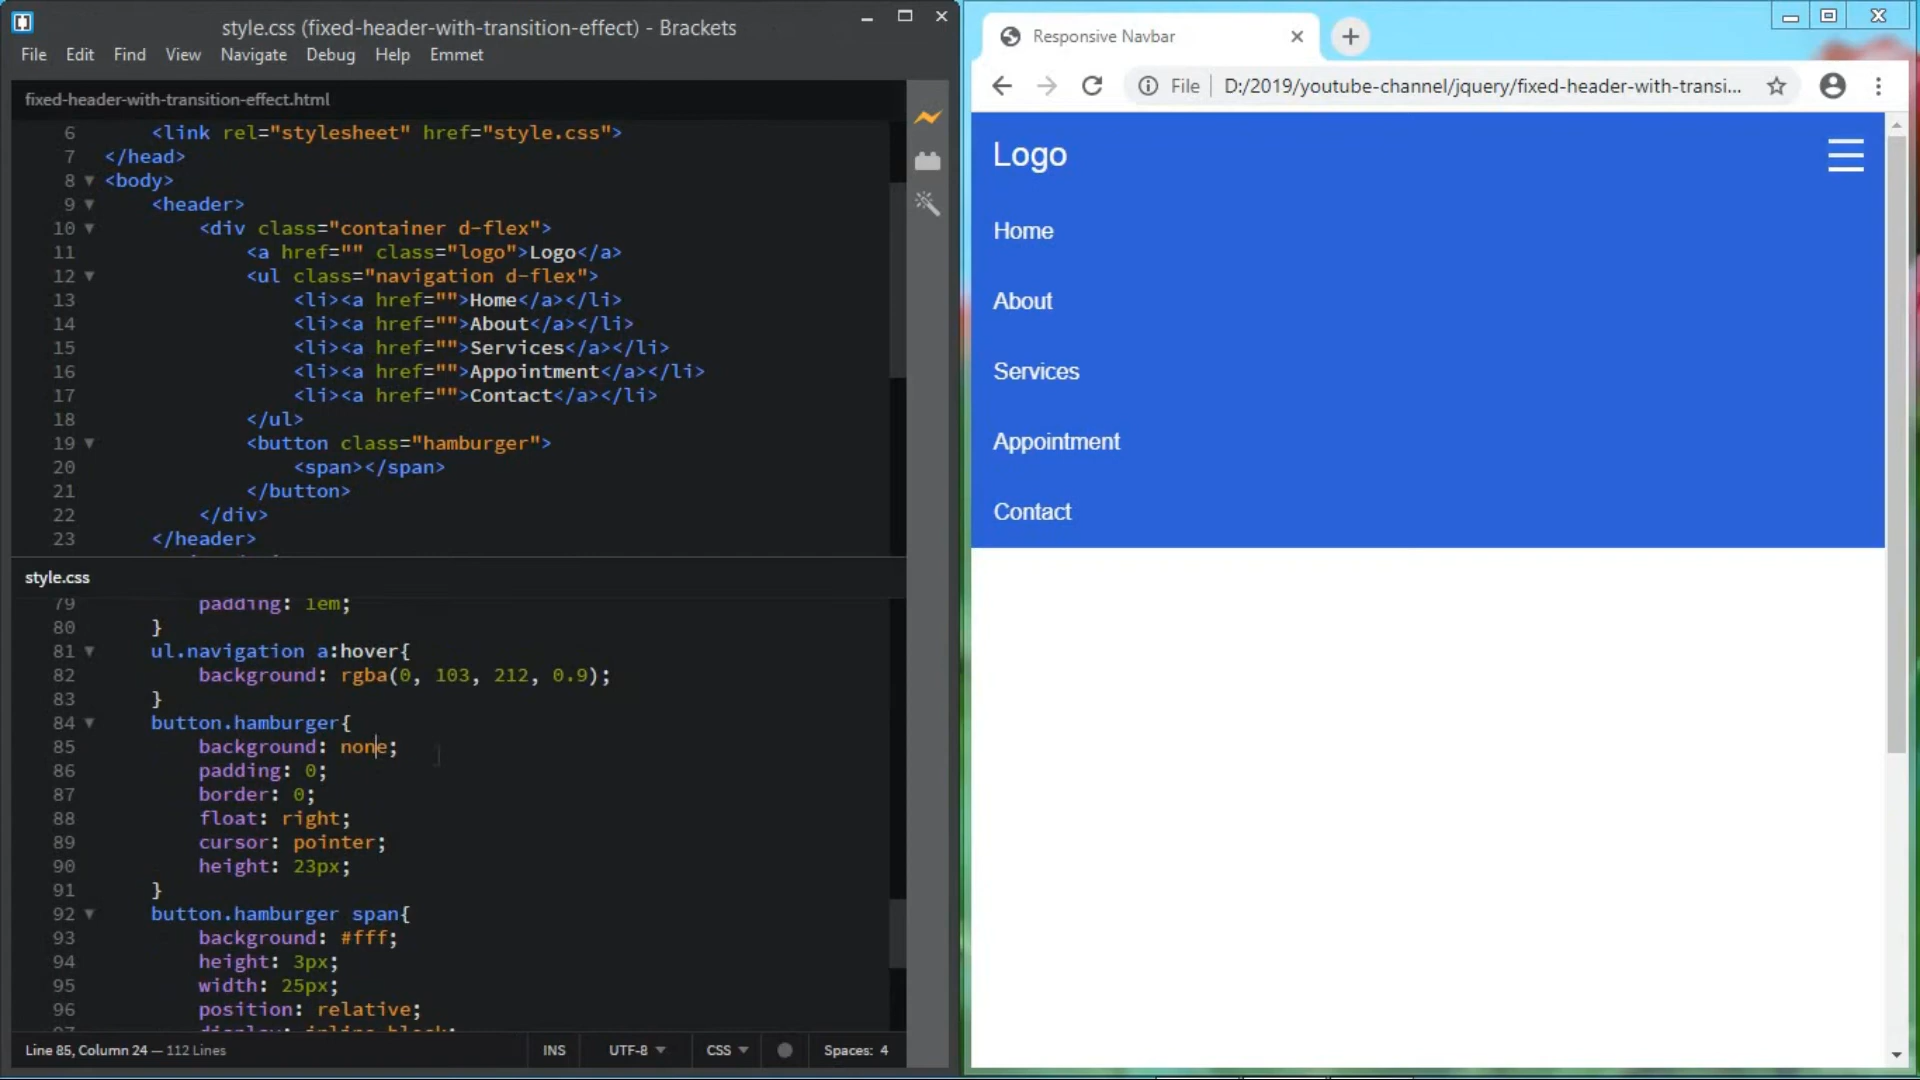 style.css (fixed-header-with-transition-effect) - Brackets
File Edit Find View Navigate Debug Help Emmet
fixed-header-with-transition-effect.html
6 <link rel="stylesheet" href="style.css">
7 </head>
8 <body>
9 <header>
10 <div class="container d-flex">
11 <a href="" class="logo">Logo</a>
12 <ul class="navigation d-flex">
13 <li><a href="">Home</a></li>
14 <li><a href="">About</a></li>
15 <li><a href="">Services</a></li>
16 <li><a href="">Appointment</a></li>
17 <li><a href="">Contact</a></li>
18 </ul>
19 <button class="hamburger">
20 <span></span>
21 </button>
22 </div>
23 </header>
style.css
79 padding: 1em;
80 }
81 ul.navigation a:hover{
82 background: rgba(0, 103, 212, 0.9);
83 }
84 button.hamburger{
85 background: none;
86 padding: 0;
87 border: 0;
88 float: right;
89 cursor: pointer;
90 height: 23px;
91 }
92 button.hamburger span{
93 background: #fff;
94 height: 3px;
95 width: 25px;
96 position: relative;
97 display: inline-block;
Line 85, Column 24 — 112 Lines
INS UTF-8 CSS Spaces: 4
Responsive Navbar
File D:/2019/youtube-channel/jquery/fixed-header-with-transi...
Logo
Home
About
Services
Appointment
Contact